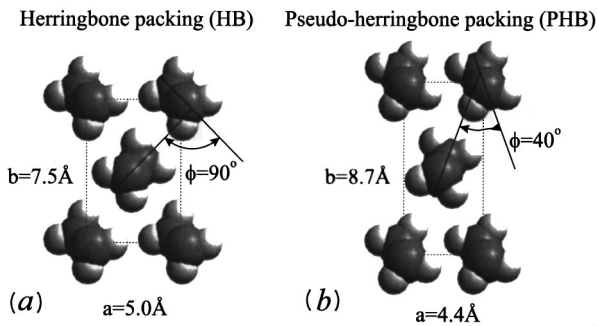 Herringbone packing (HB)
Pseudo-herringbone packing (PHB)
b=7.5Å
ϕ=90°
b=8.7Å
ϕ=40°
(a)
a=5.0Å
(b)
a=4.4Å